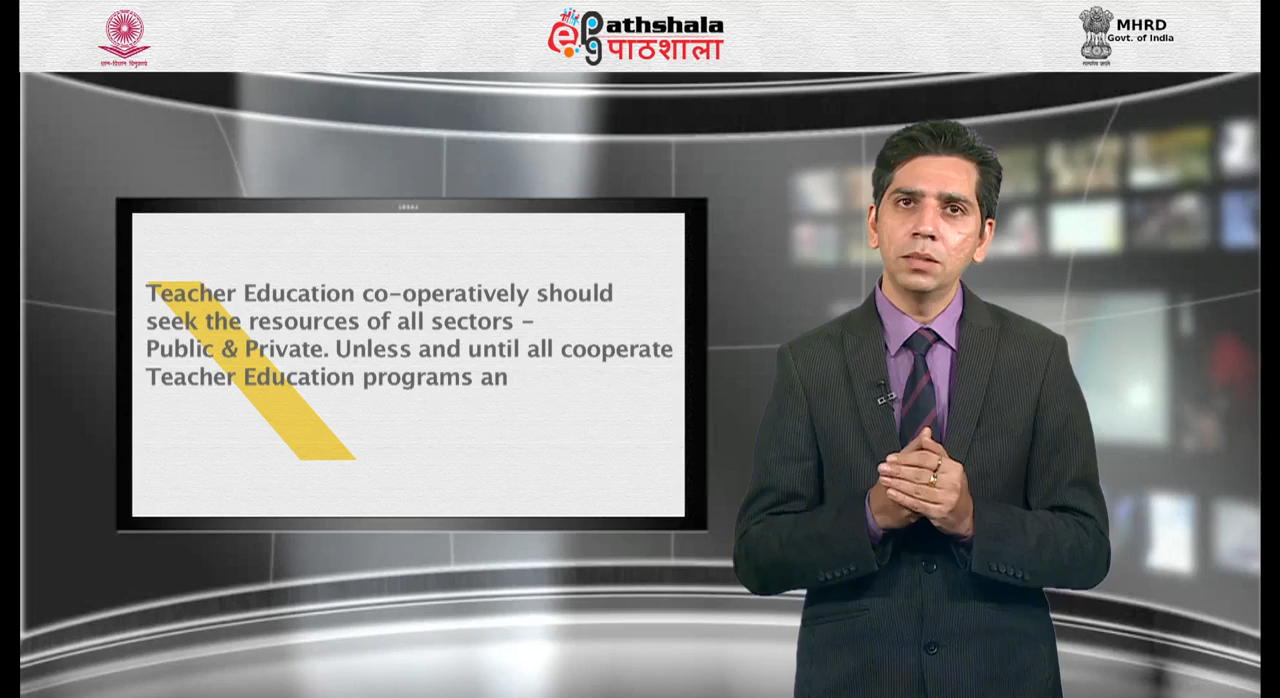 Pathshala
पाठशाला
MHRD
Govt. of India
Teacher Education co-operatively should
seek the resources of all sectors -
Public & Private. Unless and until all cooperate
Teacher Education programs an